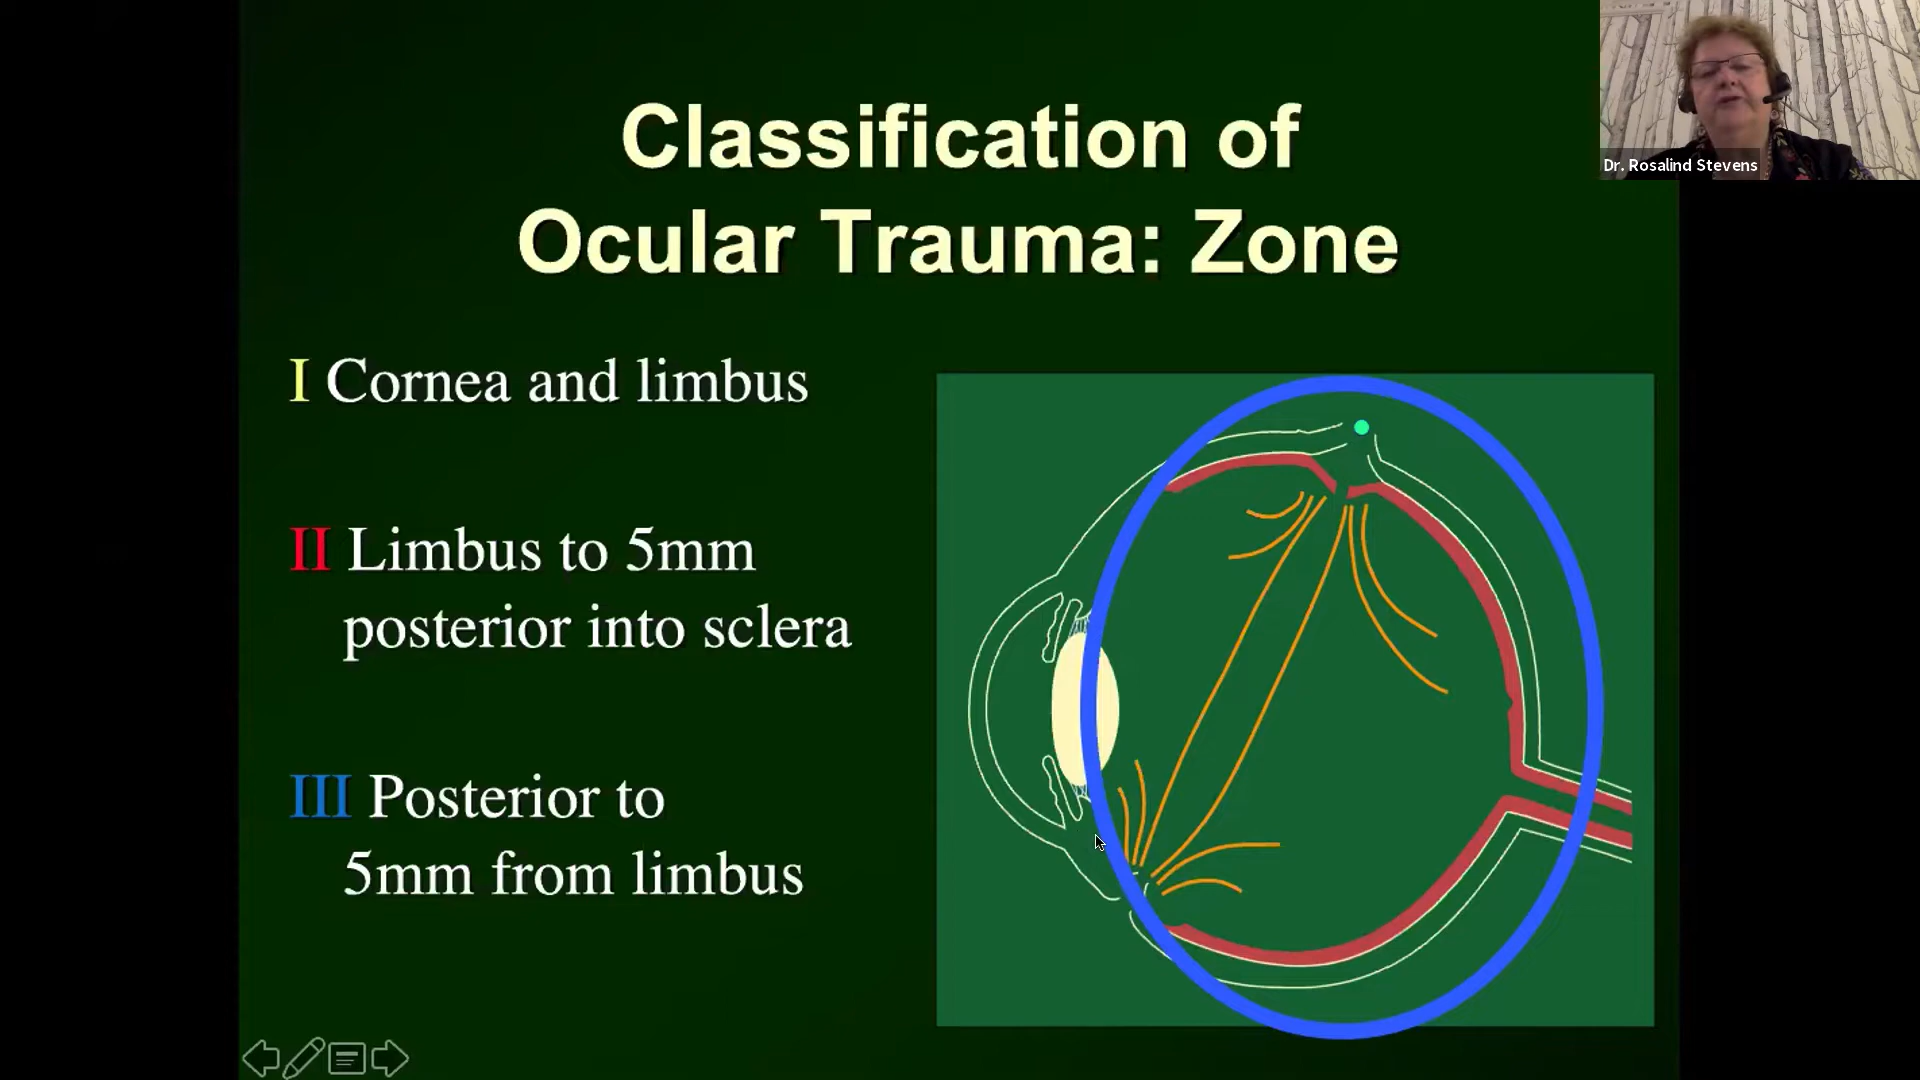 Classification of
Ocular Trauma: Zone
I Cornea and limbus
II Limbus to 5mm
posterior into sclera
III Posterior to
5mm from limbus
Dr. Rosalind Stevens